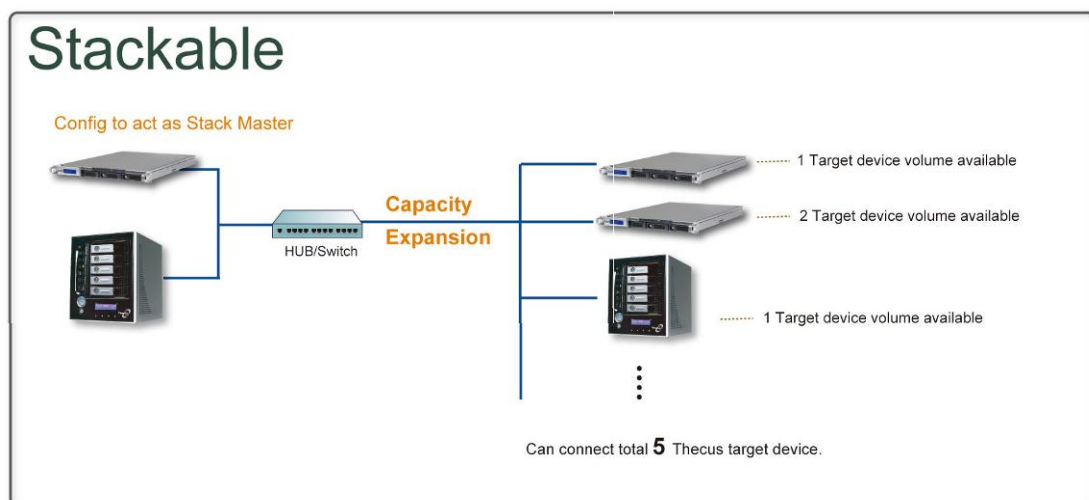 Stackable
Config to act as Stack Master
HUB/Switch
Capacity
Expansion
1 Target device volume available
2 Target device volume available
1 Target device volume available
Can connect total 5 Thecus target device.